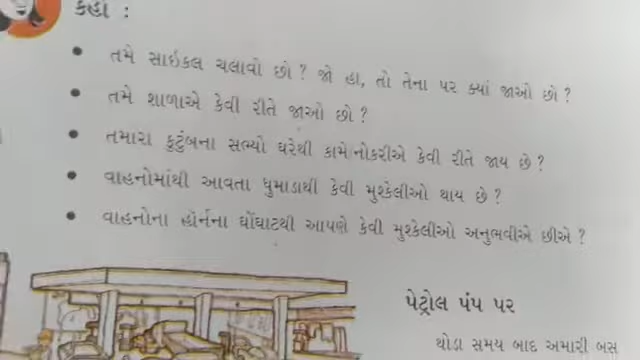 કહો :
• તમે સાઇકલ ચલાવો છો ? જો હા, તો તેના પર ક્યાં જાઓ છો ?
• તમે શાળાએ કેવી રીતે જાઓ છો ?
• તમારા કુટુંબના સભ્યો ઘરેથી કામે/નોકરીએ કેવી રીતે જાય છે ?
• વાહનોમાંથી આવતા ધુમાડાથી કેવી મુશ્કેલીઓ થાય છે ?
• વાહનોના હૉર્નના ઘોંઘાટથી આપણે કેવી મુશ્કેલીઓ અનુભવીએ છીએ ?
પેટ્રોલ પંપ પર
થોડા સમય બાદ અમારી બસ